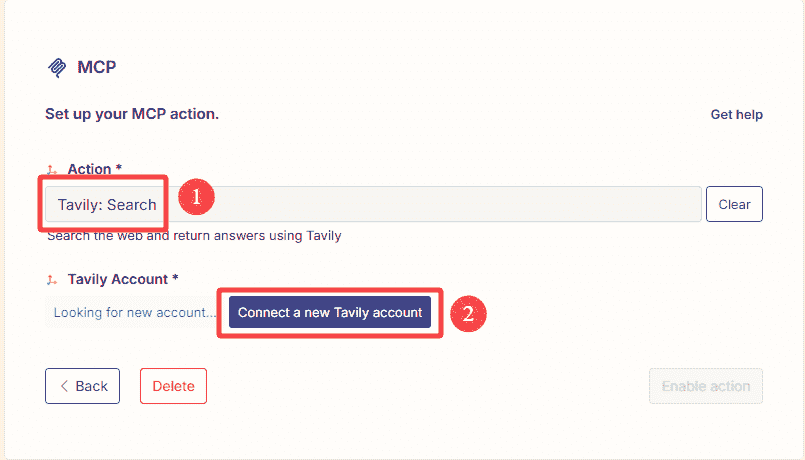 MCP
Set up your MCP action.
Get help
Action *
Tavily: Search
1
Clear
Search the web and return answers using Tavily
Tavily Account *
Looking for new account...
Connect a new Tavily account
2
Back
Delete
Enable action